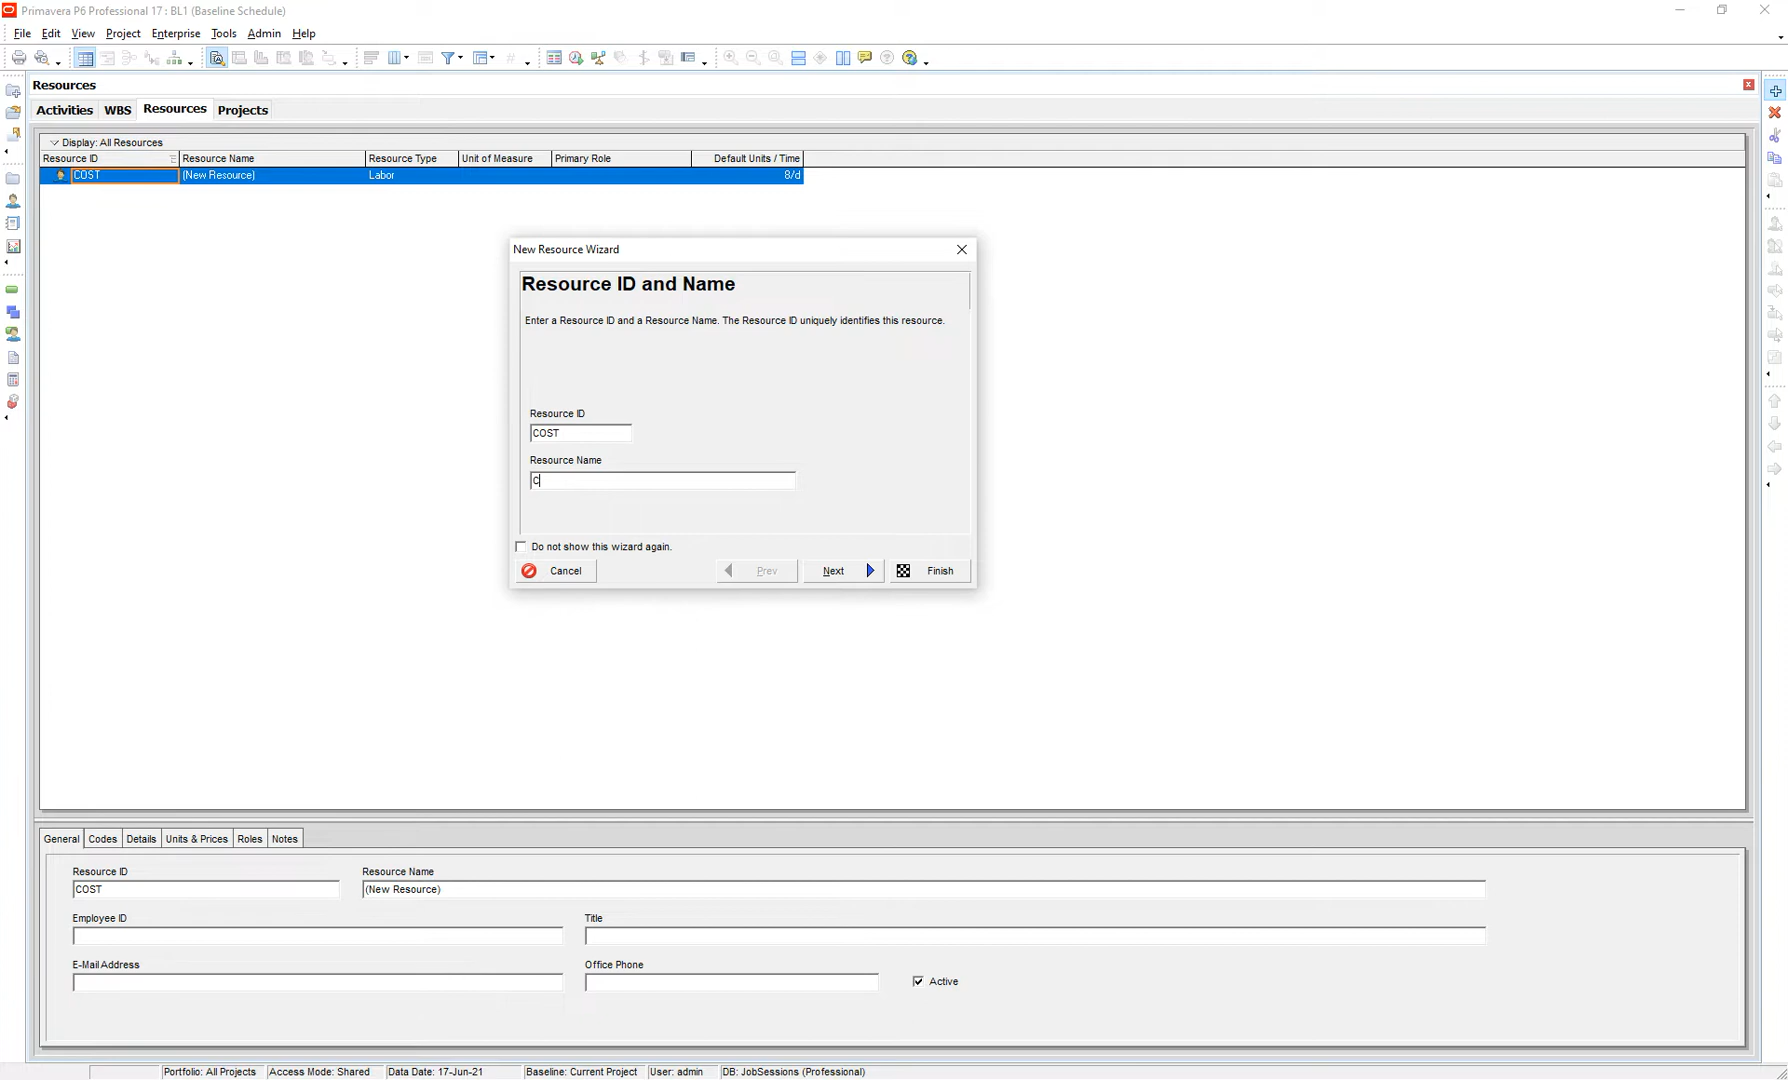 Primavera P6 Professional 17 : BL1 (Baseline Schedule)
File Edit View Project Enterprise Tools Admin Help
Resources
Activities WBS Resources Projects
Display: All Resources
Resource ID Resource Name Resource Type Unit of Measure Primary Role Default Units / Time
COST (New Resource) Labor 8/d
New Resource Wizard
Resource ID and Name
Enter a Resource ID and a Resource Name. The Resource ID uniquely identifies this resource.
Resource ID
COST
Resource Name
C
Do not show this wizard again.
Cancel Prev Next Finish
General Codes Details Units & Prices Roles Notes
Resource ID Resource Name
COST (New Resource)
Employee ID Title
E-Mail Address Office Phone
Active
Portfolio: All Projects Access Mode: Shared Data Date: 17-Jun-21 Baseline: Current Project User: admin DB: JobSessions (Professional)